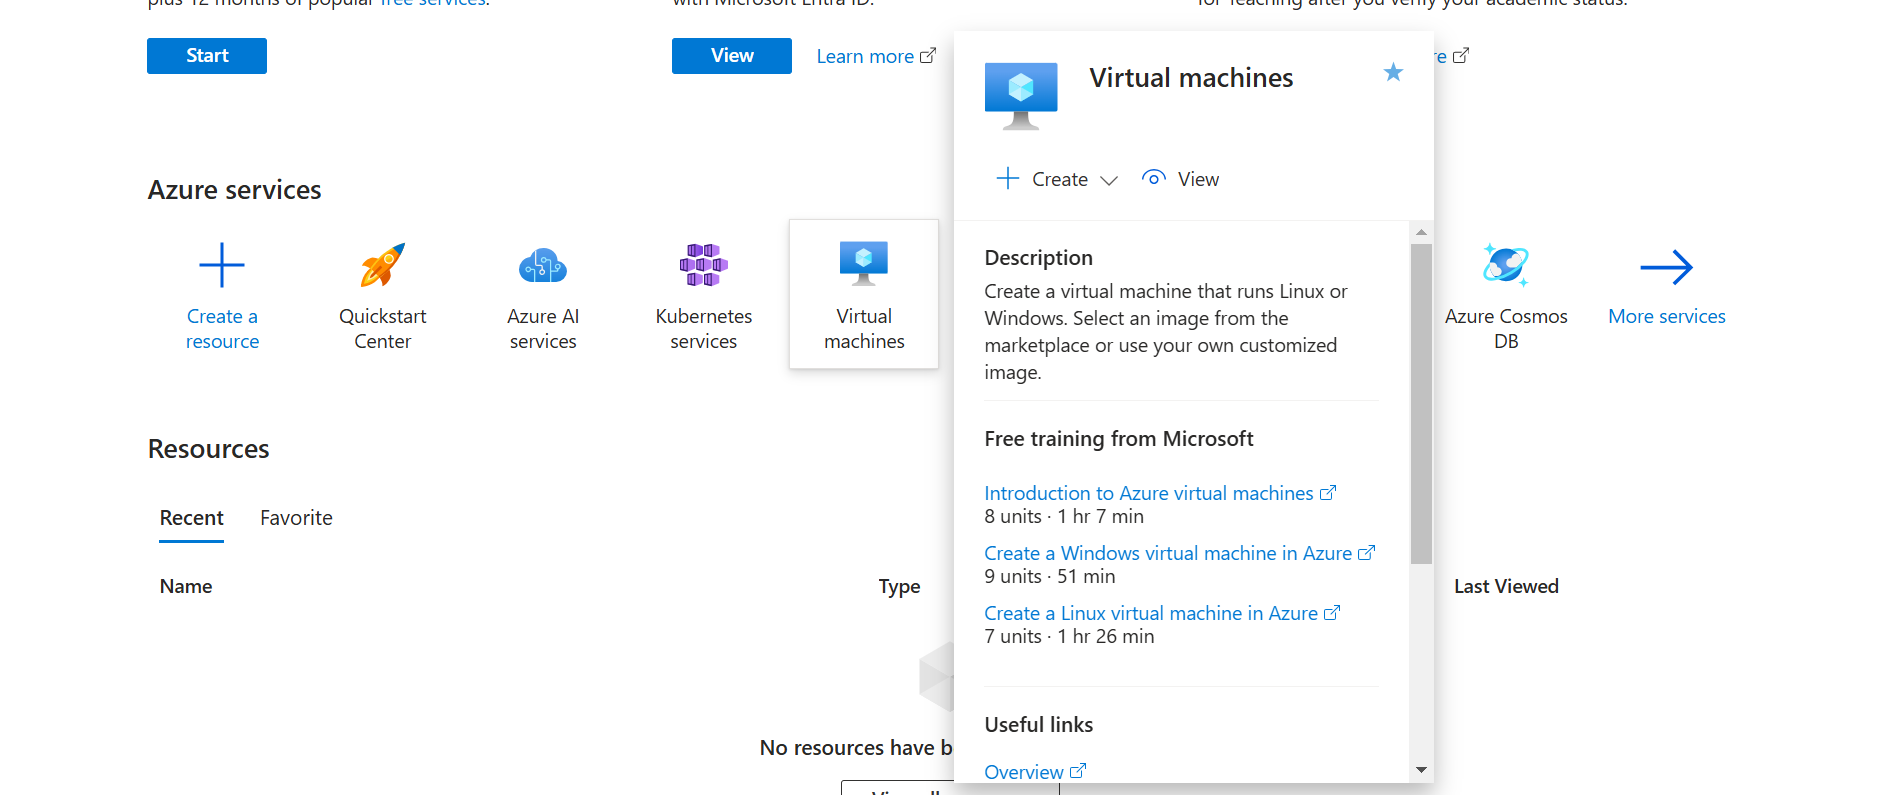 plus 12 months of popular free services.
with Microsoft Entra ID.
for teaching after you verify your academic status.
Start
View
Learn more
re
Azure services
Create a
resource
Quickstart
Center
Azure AI
services
Kubernetes
services
Virtual
machines
Azure Cosmos
DB
More services
Virtual machines
Create
View
Description
Create a virtual machine that runs Linux or
Windows. Select an image from the
marketplace or use your own customized
image.
Free training from Microsoft
Introduction to Azure virtual machines
8 units · 1 hr 7 min
Create a Windows virtual machine in Azure
9 units · 51 min
Create a Linux virtual machine in Azure
7 units · 1 hr 26 min
Useful links
Overview
Resources
Recent
Favorite
Name
Type
Last Viewed
No resources have b